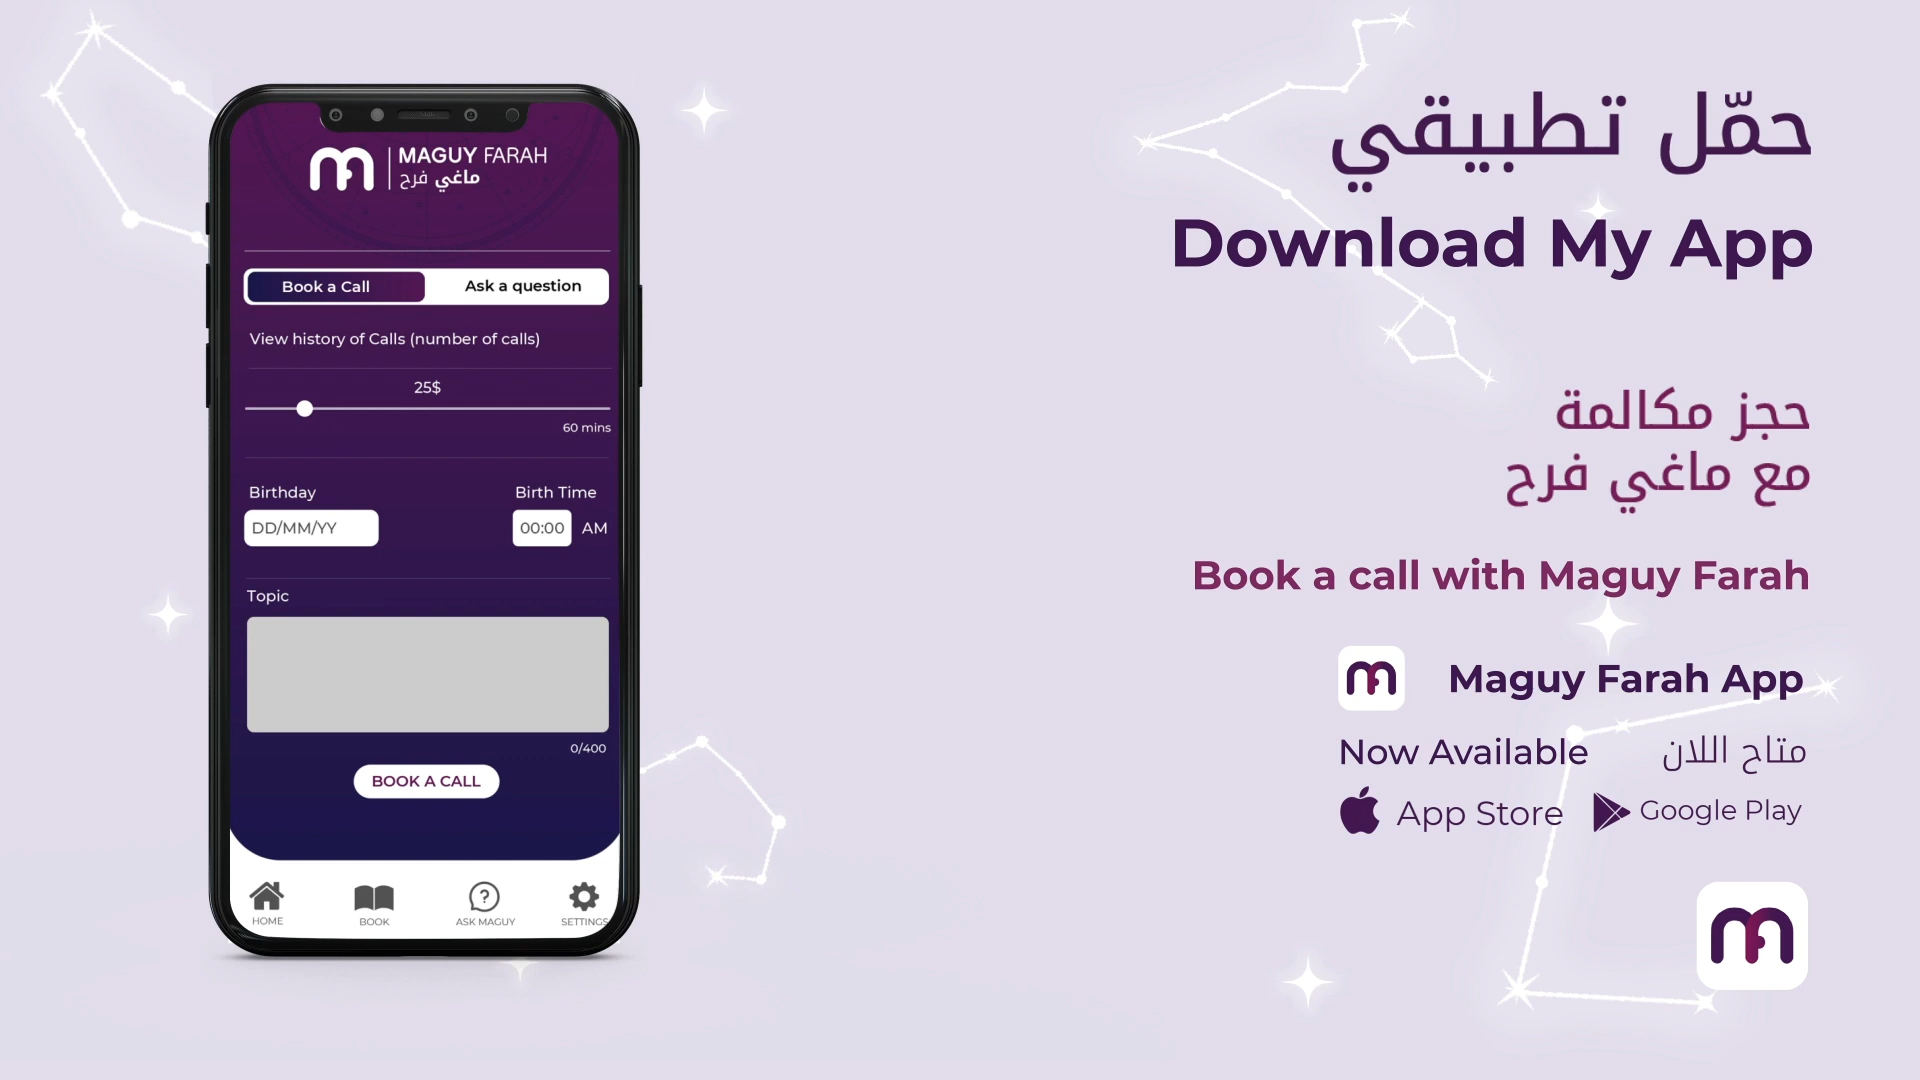 MAGUY FARAH
ماغي فرح
Book a Call
Ask a question
View history of Calls (number of calls)
25$
60 mins
Birthday
Birth Time
DD/MM/YY
00:00 AM
Topic
0/400
BOOK A CALL
HOME
BOOK
ASK MAGUY
SETTINGS
حمّل تطبيقي
Download My App
حجز مكالمة
مع ماغي فرح
Book a call with Maguy Farah
Maguy Farah App
Now Available
متاح اللان
App Store
Google Play